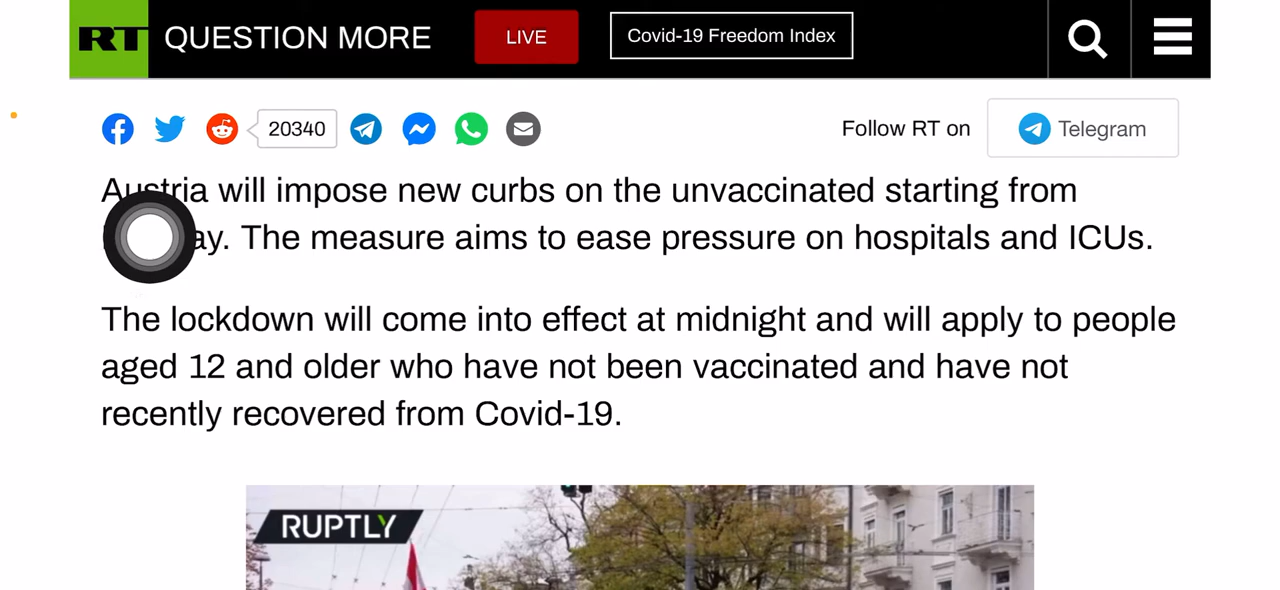 RT QUESTION MORE LIVE Covid-19 Freedom Index
20340 Follow RT on Telegram
Austria will impose new curbs on the unvaccinated starting from
The measure aims to ease pressure on hospitals and ICUs.
The lockdown will come into effect at midnight and will apply to people
aged 12 and older who have not been vaccinated and have not
recently recovered from Covid-19.
RUPTLY